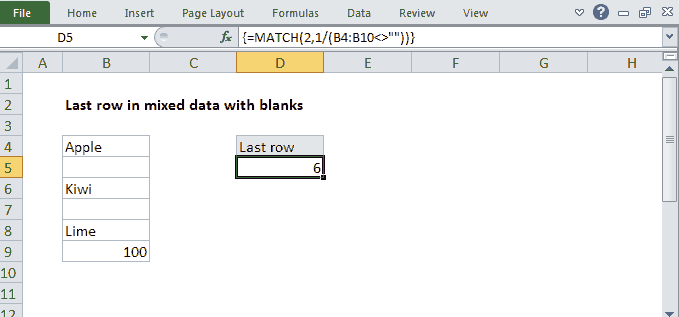 File Home Insert Page Layout Formulas Data Review View
D5 fx {=MATCH(2,1/(B4:B10<>""))}
A B C D E F G H
1
2 Last row in mixed data with blanks
3
4 Apple Last row
5 6
6 Kiwi
7
8 Lime
9 100
10
11
12